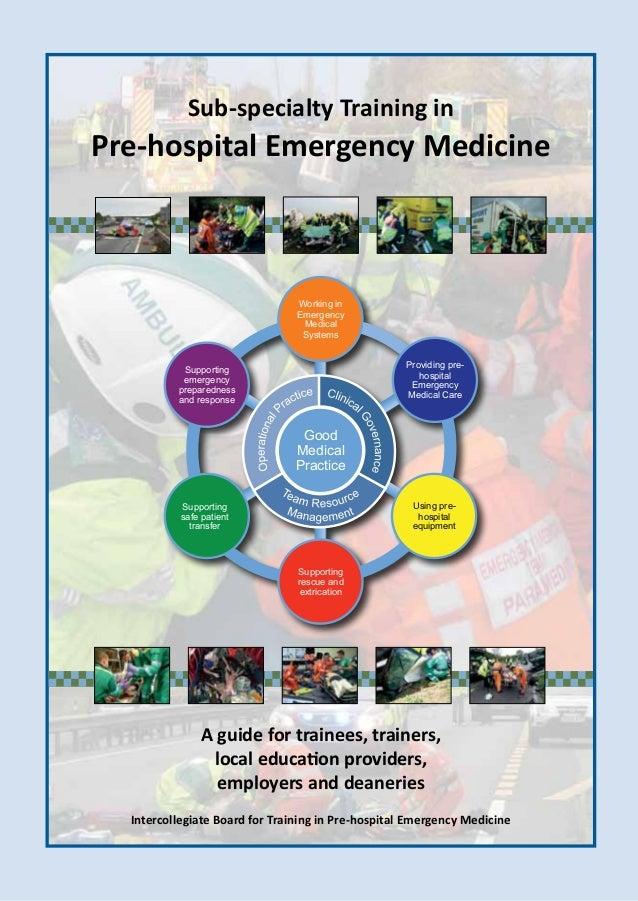 Sub-specialty Training in
Pre-hospital Emergency Medicine
AMBU
Working in
Emergency
Medical
Systems
Providing pre-
hospital
Emergency
Medical Care
Using pre-
hospital
equipment
Supporting
rescue and
extrication
Supporting
safe patient
transfer
Supporting
emergency
preparedness
and response
Operational Practice
Clinical Governance
Team Resource
Management
Good
Medical
Practice
EMERGENCY
MEDICAL
PARAMEDIC
A guide for trainees, trainers,
local education providers,
employers and deaneries
Intercollegiate Board for Training in Pre-hospital Emergency Medicine